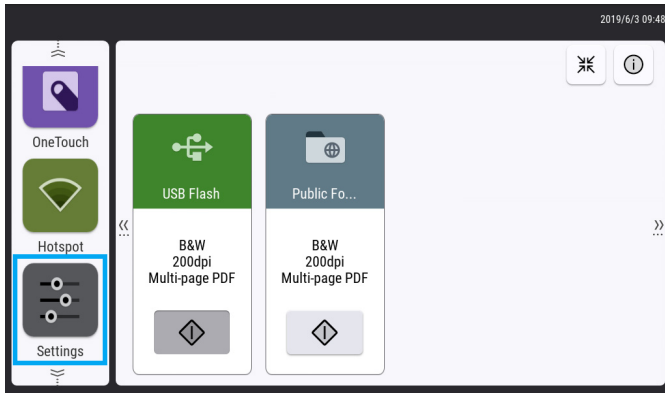 2019/6/3 09:48
OneTouch
Hotspot
Settings
USB Flash
B&W
200dpi
Multi-page PDF
Public Fo...
B&W
200dpi
Multi-page PDF